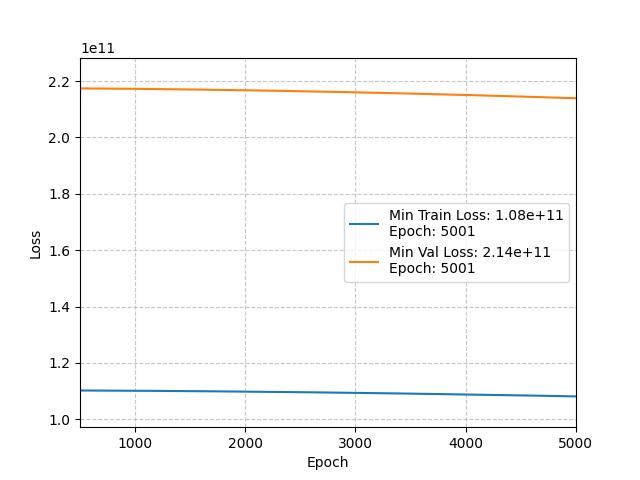 1e11
2.2
2.0
1.8
1.6
1.4
1.2
1.0
Loss
Min Train Loss: 1.08e+11
Epoch: 5001
Min Val Loss: 2.14e+11
Epoch: 5001
1000 2000 3000 4000 5000
Epoch